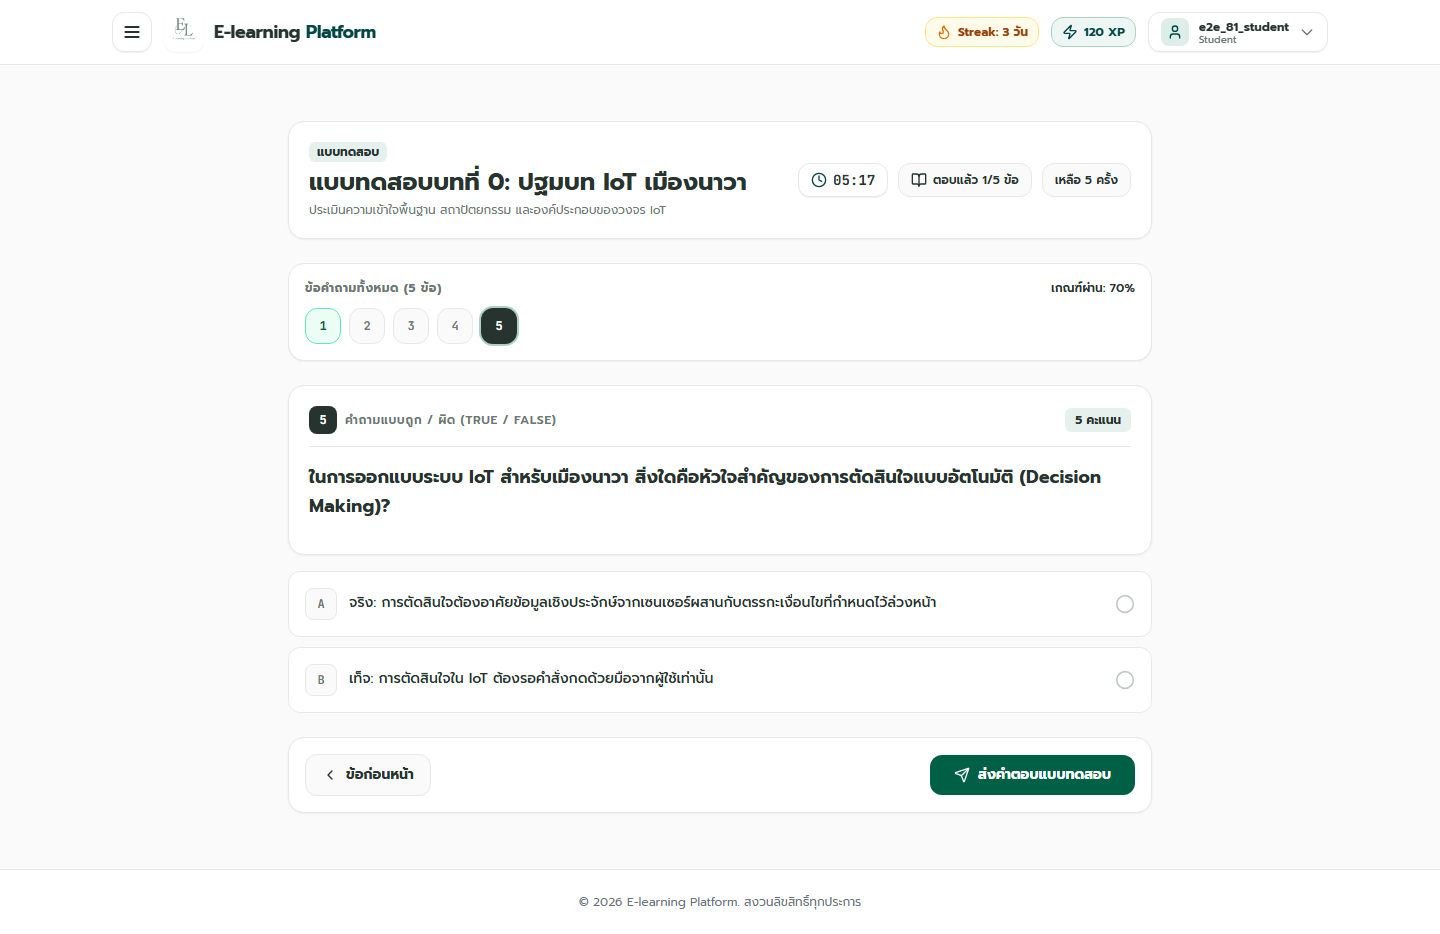 EL
E-learning Platform
Streak: 3 วัน
120 XP
e2e_81_student
Student
แบบทดสอบ
แบบทดสอบบทที่ 0: ปฐมบท IoT เมืองนาวา
ประเมินความเข้าใจพื้นฐาน สถาปัตยกรรม และองค์ประกอบของวงจร IoT
05:17
ตอบแล้ว 1/5 ข้อ
เหลือ 5 ครั้ง
ข้อคำถามทั้งหมด (5 ข้อ)
เกณฑ์ผ่าน: 70%
1 2 3 4 5
5 คำถามแบบถูก / ผิด (TRUE / FALSE)
5 คะแนน
ในการออกแบบระบบ IoT สำหรับเมืองนาวา สิ่งใดคือหัวใจสำคัญของการตัดสินใจแบบอัตโนมัติ (Decision
Making)?
A จริง: การตัดสินใจต้องอาศัยข้อมูลเชิงประจักษ์จากเซนเซอร์ผสานกับตรรกะเงื่อนไขที่กำหนดไว้ล่วงหน้า
B เท็จ: การตัดสินใจใน IoT ต้องรอคำสั่งกดด้วยมือจากผู้ใช้เท่านั้น
ข้อก่อนหน้า
ส่งคำตอบแบบทดสอบ
© 2026 E-learning Platform. สงวนลิขสิทธิ์ทุกประการ